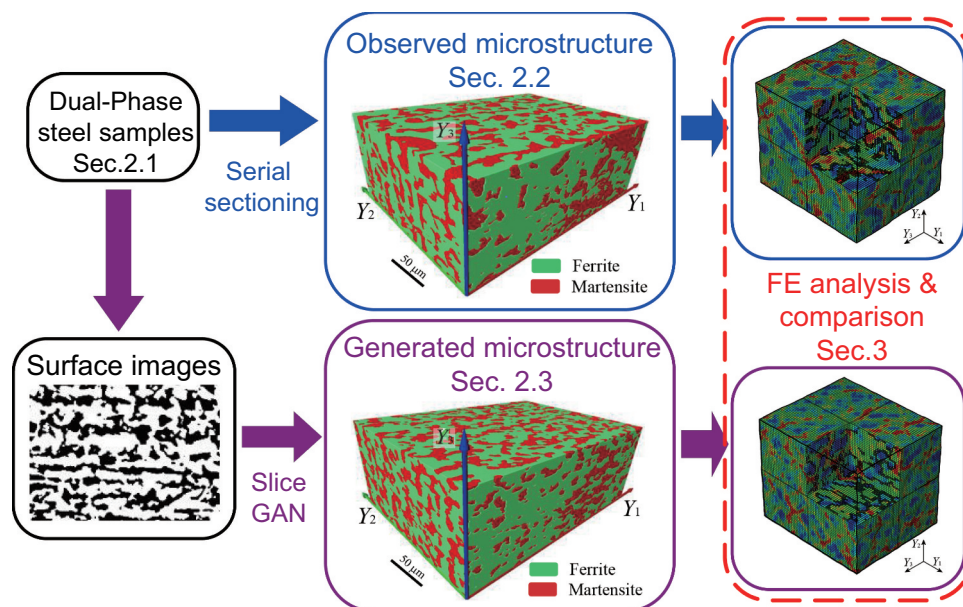 Dual-Phase
steel samples
Sec.2.1
Serial
sectioning
Observed microstructure
Sec. 2.2
Y3
Y2
Y1
50 μm
Ferrite
Martensite
Y2
Y3
Y1
FE analysis &
comparison
Sec.3
Surface images
Slice
GAN
Generated microstructure
Sec. 2.3
Y3
Y2
Y1
50 μm
Ferrite
Martensite
Y2
Y3
Y1